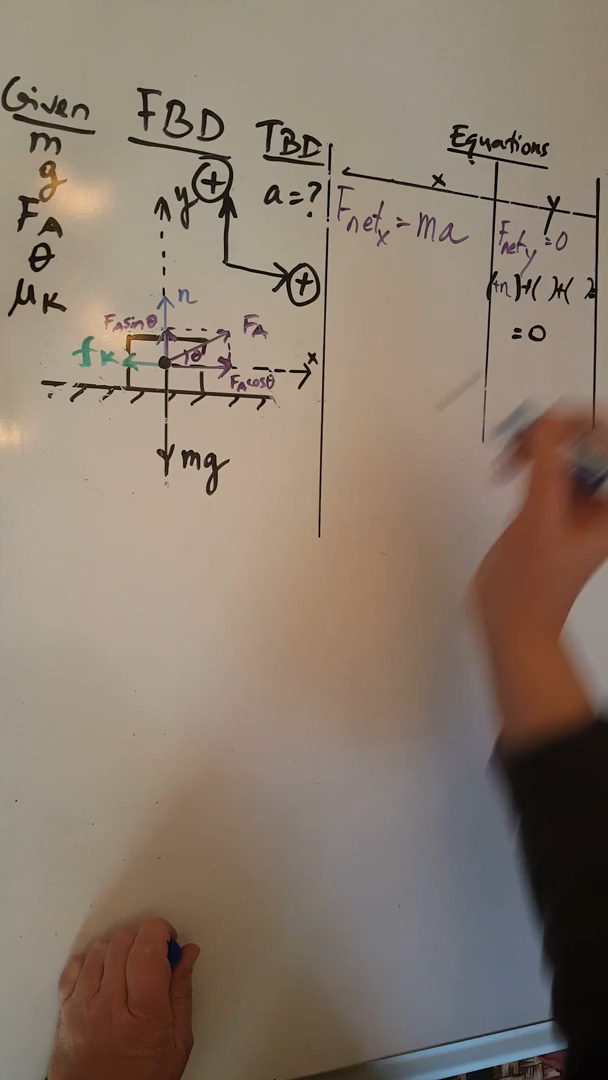 Given
m
g
FA
θ
μK
FBD
y
+
+
n
FAsinθ
FA
fK
θ
FAcosθ
x
mg
TBD
a=?
Equations
x
y
Fnetx=ma
Fnety=0
(+n)+( )+( )
=0